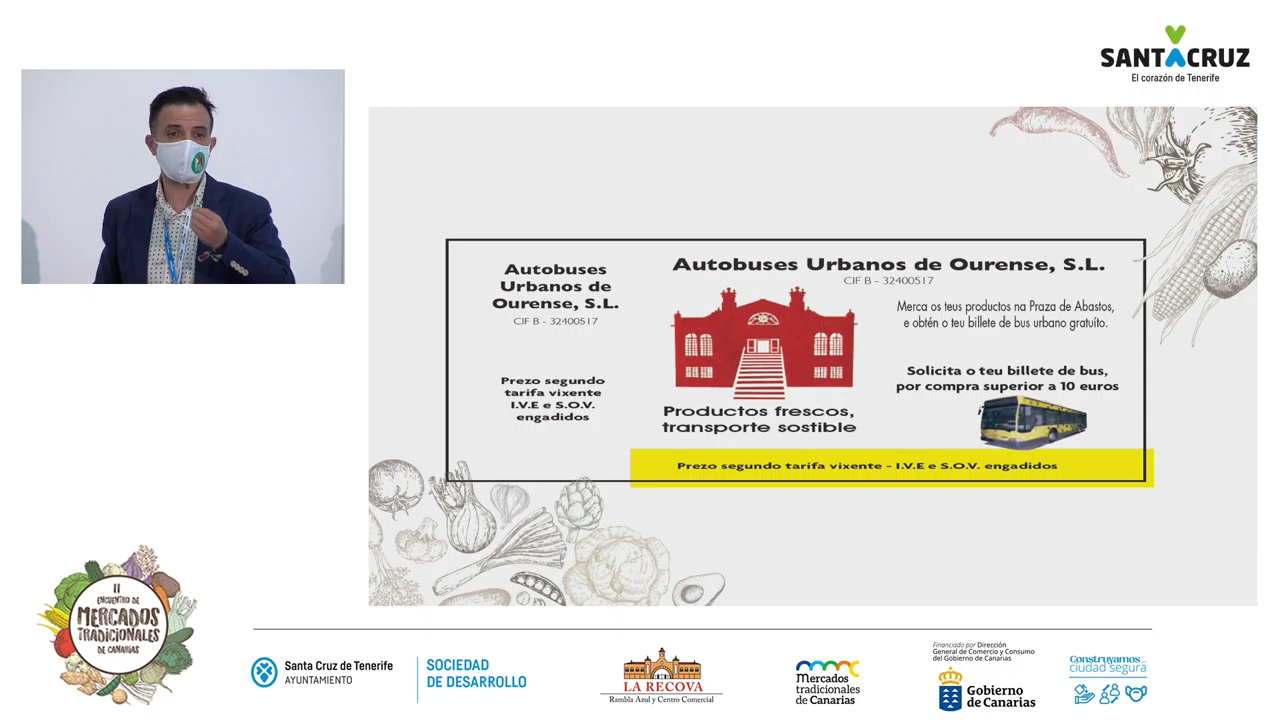 SANTACRUZ
El corazón de Tenerife
Autobuses
Urbanos de
Ourense, S.L.
CIF B - 32400517
Prezo segundo
tarifa vixente
I.V.E e S.O.V.
engadidos
Autobuses Urbanos de Ourense, S.L.
CIF B - 32400517
Merca os teus productos na Praza de Abastos,
e obtén o teu billete de bus urbano gratuíto.
Solicita o teu billete de bus,
por compra superior a 10 euros
Productos frescos,
transporte sostible
Prezo segundo tarifa vixente - I.V.E e S.O.V. engadidos
II
ENCUENTRO DE
MERCADOS
TRADICIONALES
DE CANARIAS
Santa Cruz de Tenerife
AYUNTAMIENTO
SOCIEDAD
DE DESARROLLO
LA RECOVA
Rambla Azul y Centro Comercial
Mercados
tradicionales
de Canarias
Financiado por Dirección
General de Comercio y Consumo
del Gobierno de Canarias
Gobierno
de Canarias
Construyamos
ciudad segura